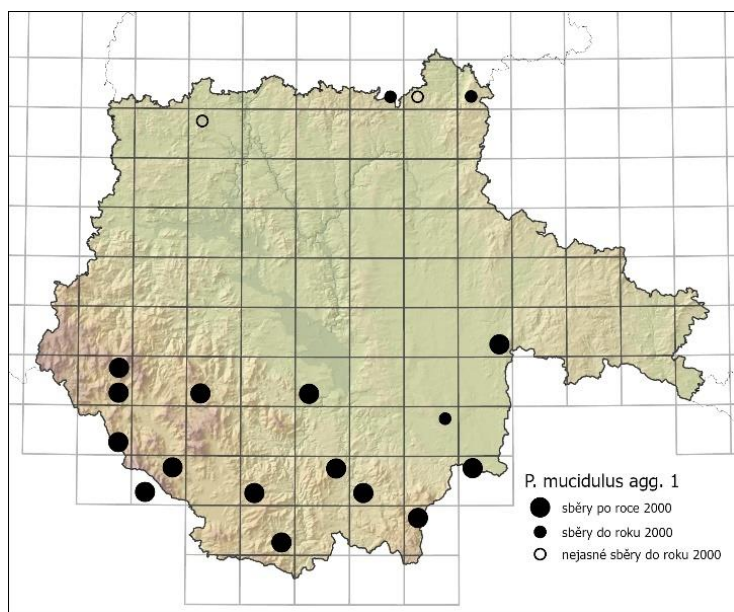 P. mucidulus agg. 1
sběry po roce 2000
sběry do roku 2000
nejasné sběry do roku 2000